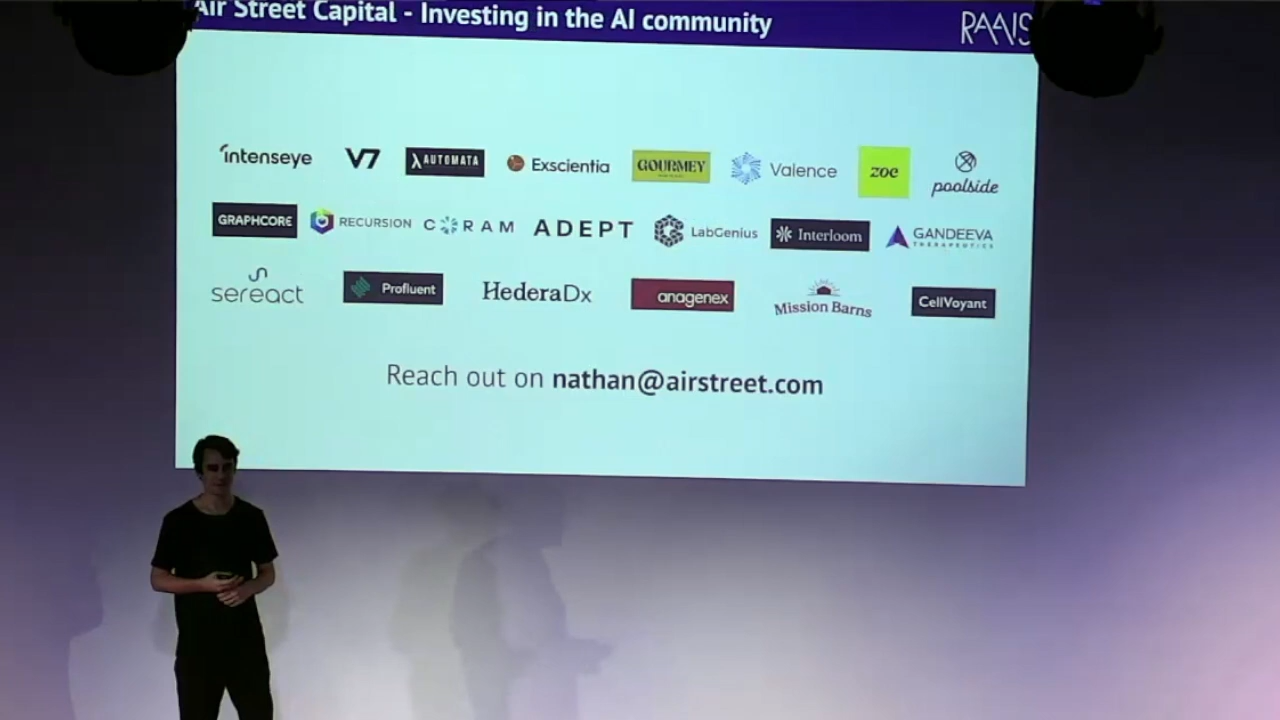 Air Street Capital - Investing in the AI community
RAAIS
intenseye V7 AUTOMATA Exscientia GOURMEY Valence zoe poolside
GRAPHCORE RECURSION CORAM ADEPT LabGenius Interloom GANDEEVA
THERAPEUTICS
sereact Profluent HederaDx anagenex Mission Barns CellVoyant
Reach out on nathan@airstreet.com